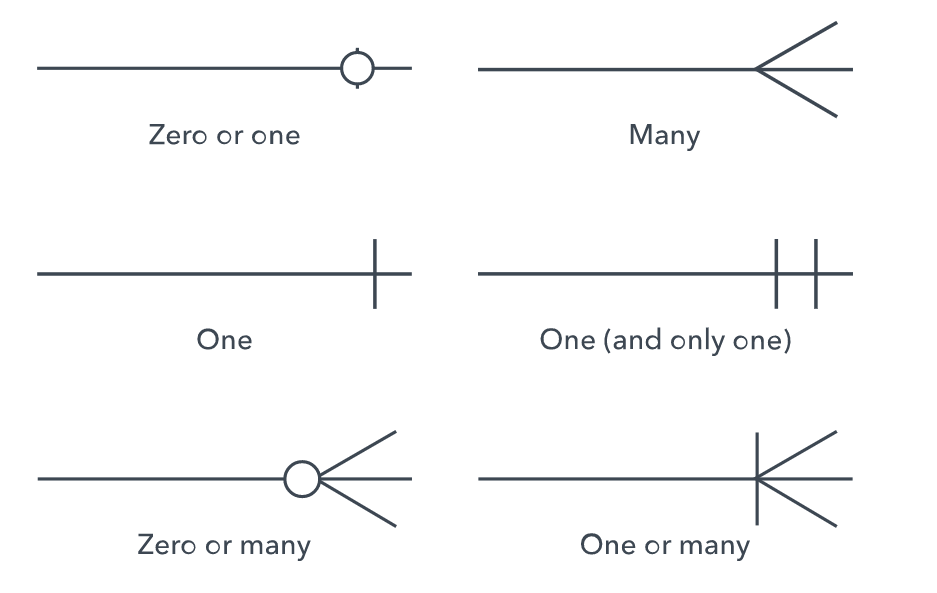 Zero or one
Many
One
One (and only one)
Zero or many
One or many